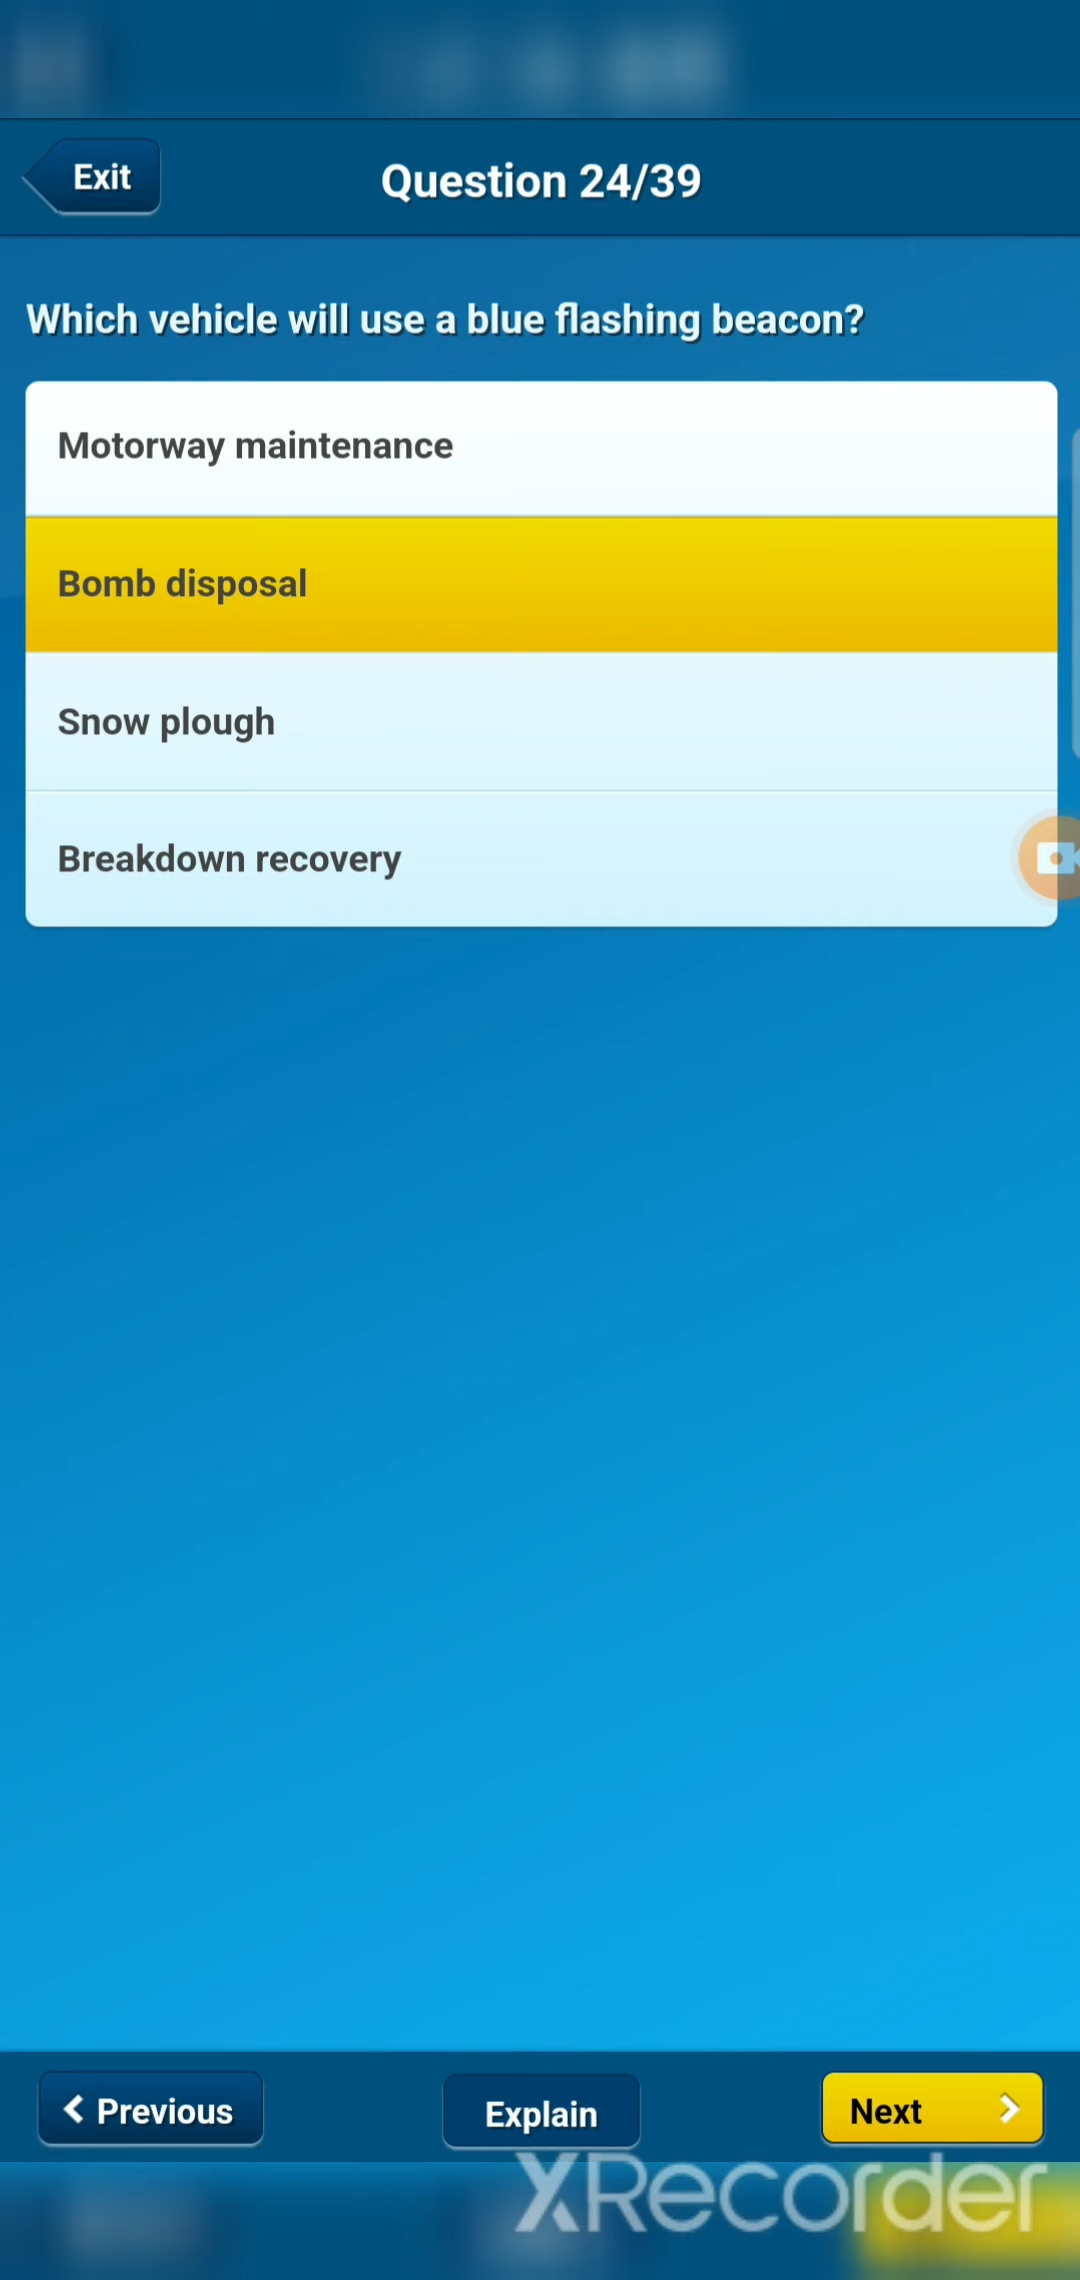 Exit
Question 24/39
Which vehicle will use a blue flashing beacon?
Motorway maintenance
Bomb disposal
Snow plough
Breakdown recovery
Previous
Explain
Next
XRecorder